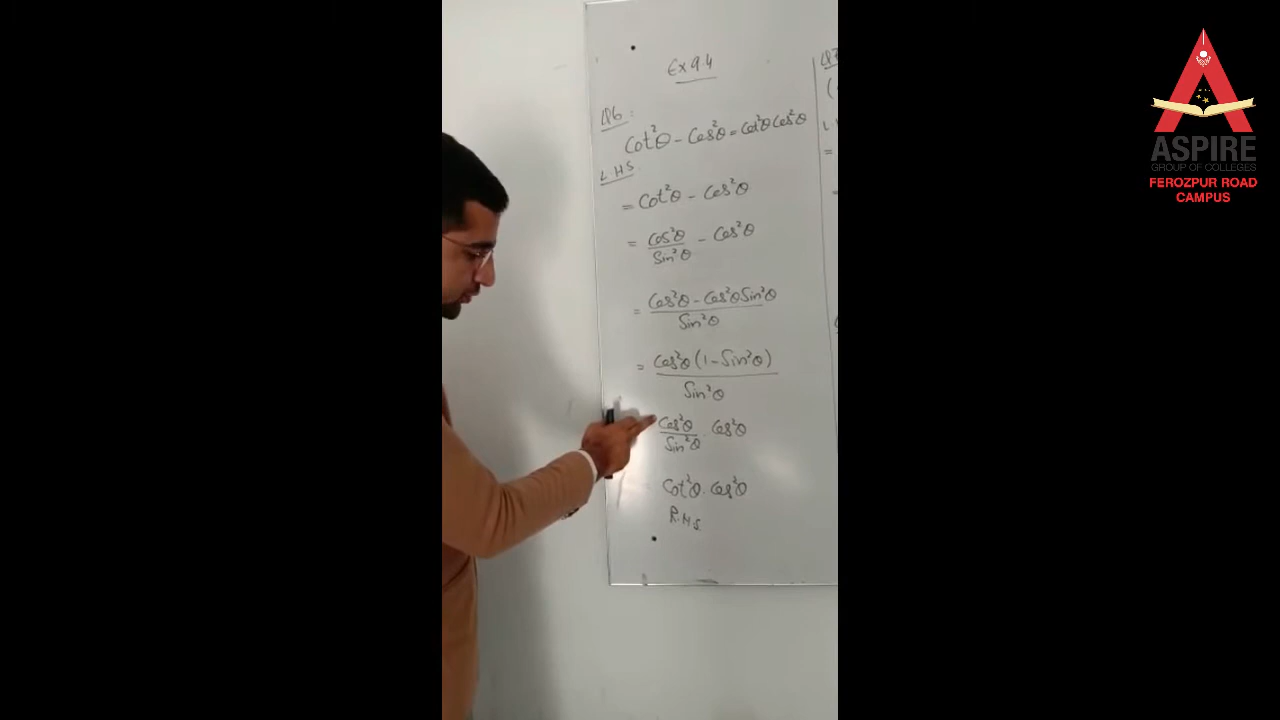 Ex 9.4
Q6:
Cot²θ - Cos²θ = Cot²θ Cos²θ
L.H.S
= Cot²θ - Cos²θ
= Cos²θ/Sin²θ - Cos²θ
= Cos²θ - Cos²θ Sin²θ / Sin²θ
= Cos²θ (1 - Sin²θ) / Sin²θ
Cos²θ/Sin²θ . Cos²θ
Cot²θ . Cos²θ
R.H.S
ASPIRE
GROUP OF COLLEGES
FEROZPUR ROAD
CAMPUS